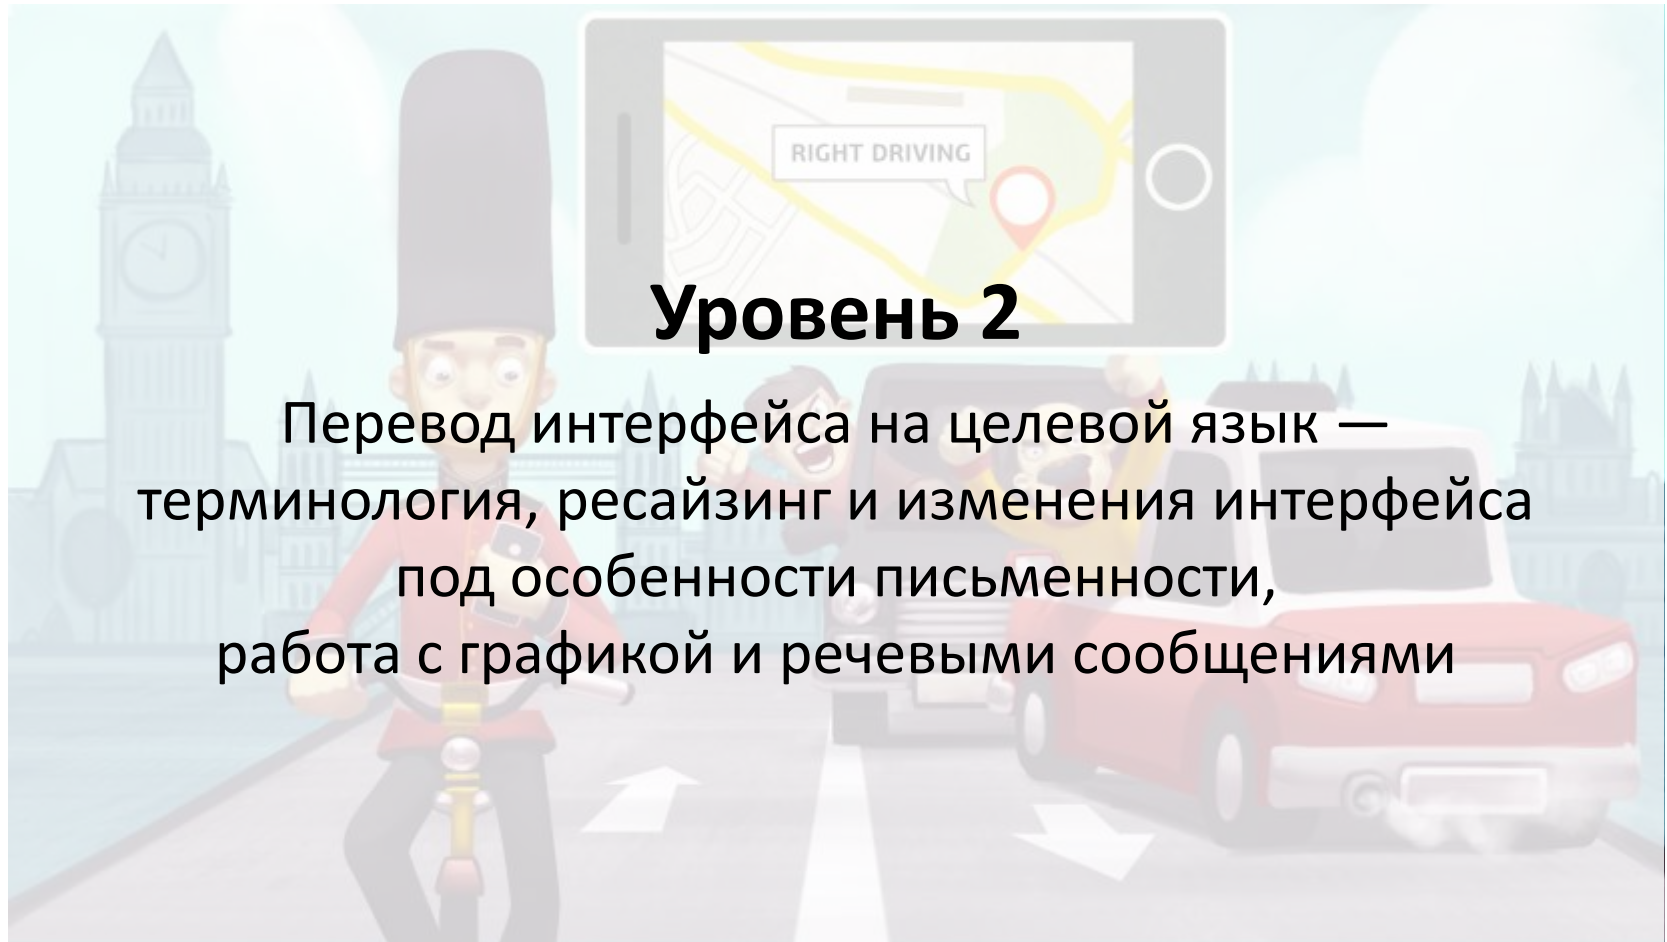 RIGHT DRIVING
Уровень 2
Перевод интерфейса на целевой язык —
терминология, ресайзинг и изменения интерфейса
под особенности письменности,
работа с графикой и речевыми сообщениями